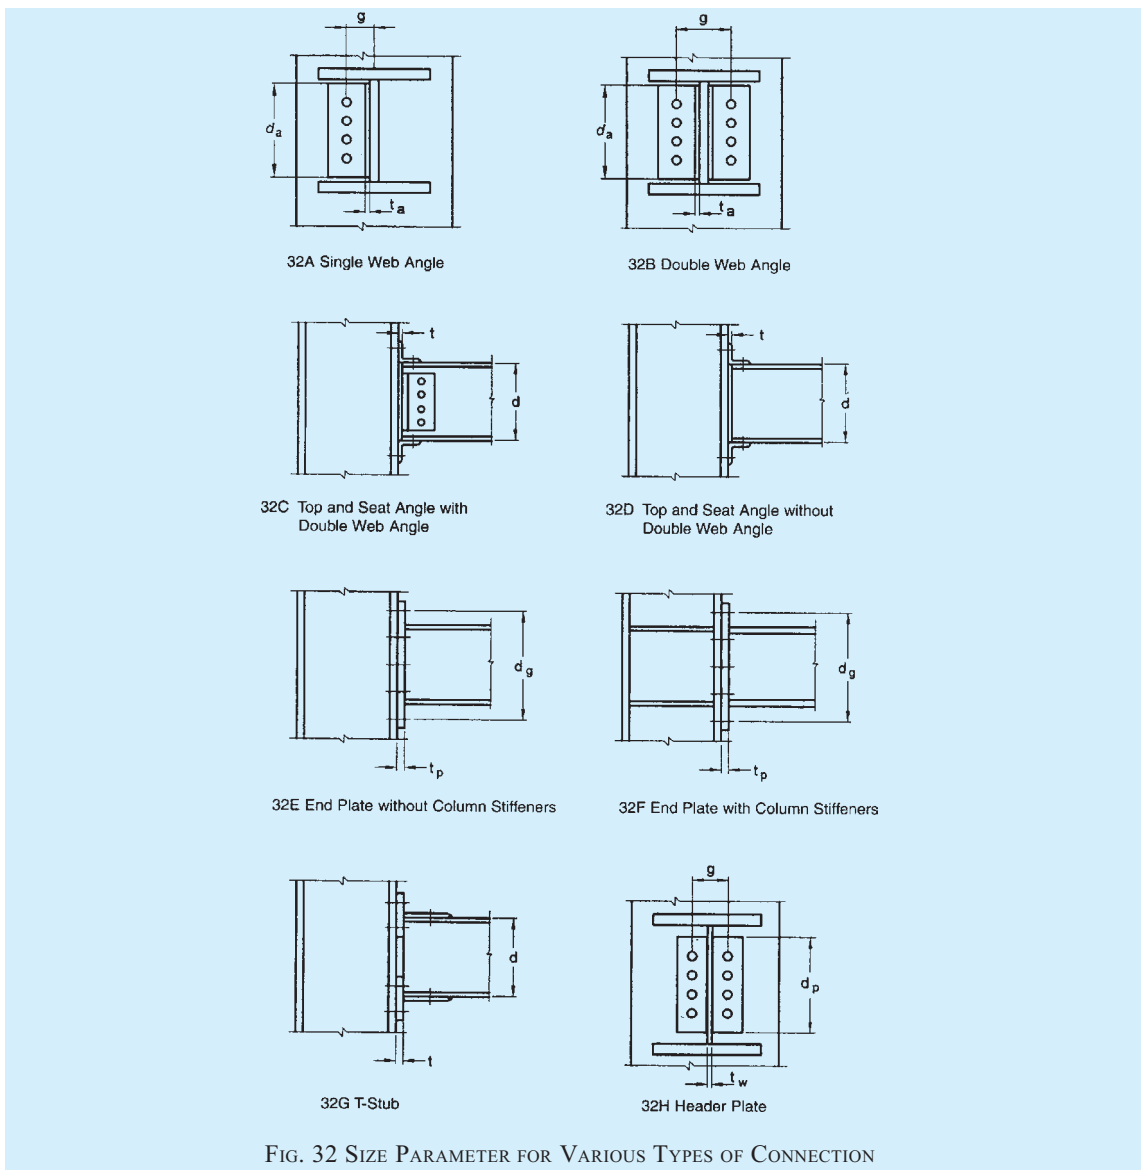 g
g
d a
d a
t a
t a
32A Single Web Angle
32B Double Web Angle
t
t
d
d
32C Top and Seat Angle with
Double Web Angle
32D Top and Seat Angle without
Double Web Angle
d g
d g
t p
t p
32E End Plate without Column Stiffeners
32F End Plate with Column Stiffeners
g
d
d p
t
t w
32G T-Stub
32H Header Plate
FIG. 32 SIZE PARAMETER FOR VARIOUS TYPES OF CONNECTION